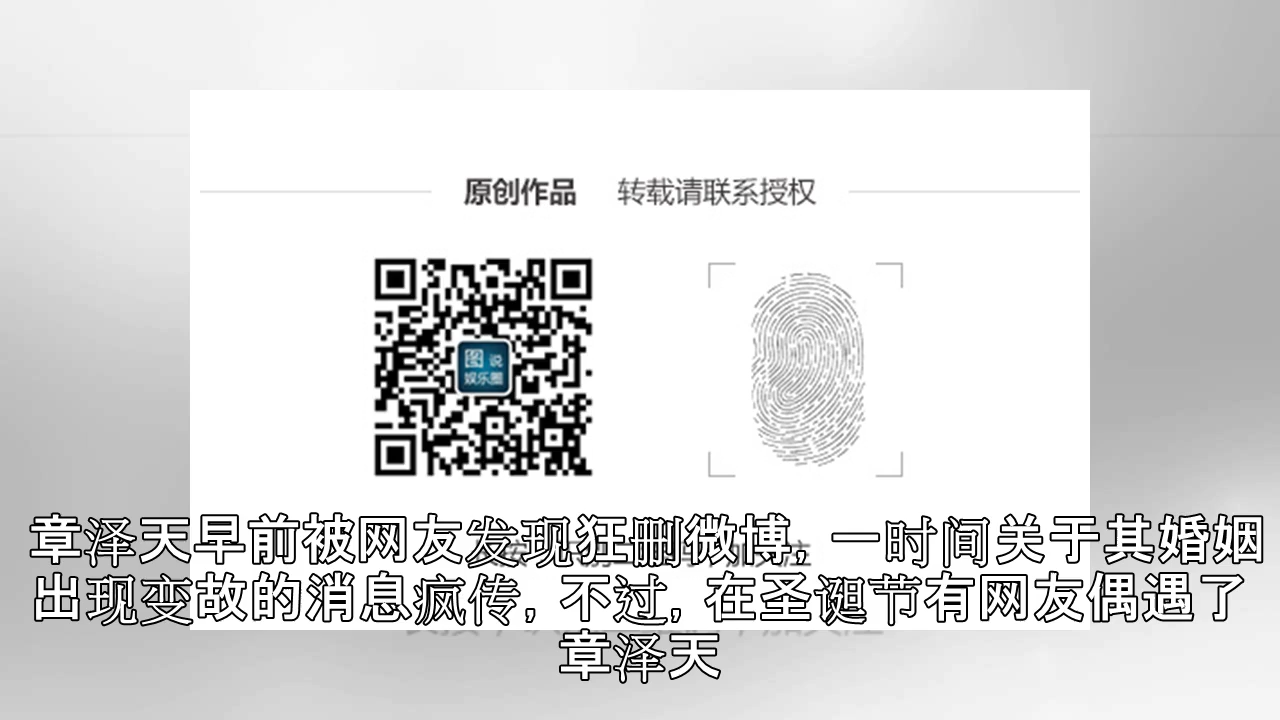 原创作品 转载请联系授权
图说
娱乐圈
章泽天早前被网友发现狂删微博，一时间关于其婚姻
出现变故的消息疯传，不过，在圣诞节有网友偶遇了
章泽天